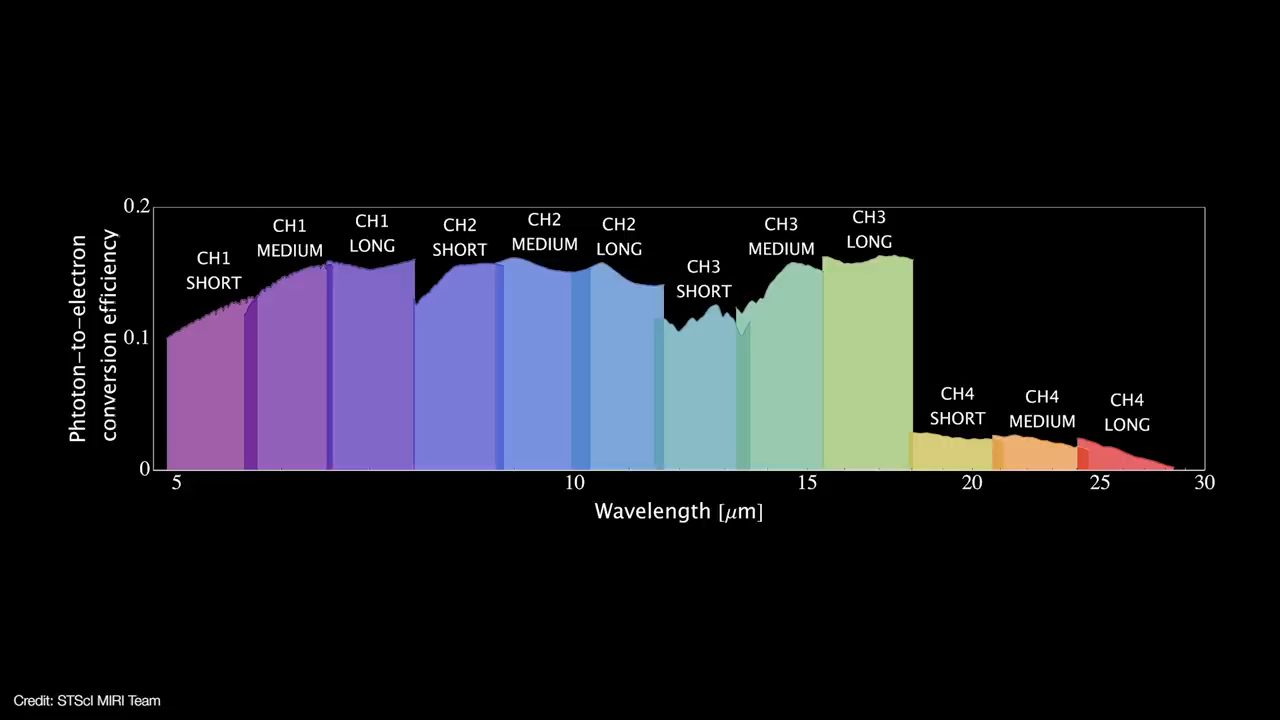 Phtoton-to-electron
conversion efficiency
0.2
0.1
0
CH1
SHORT
CH1
MEDIUM
CH1
LONG
CH2
SHORT
CH2
MEDIUM
CH2
LONG
CH3
SHORT
CH3
MEDIUM
CH3
LONG
CH4
SHORT
CH4
MEDIUM
CH4
LONG
5 10 15 20 25 30
Wavelength [μm]
Credit: STScI MIRI Team